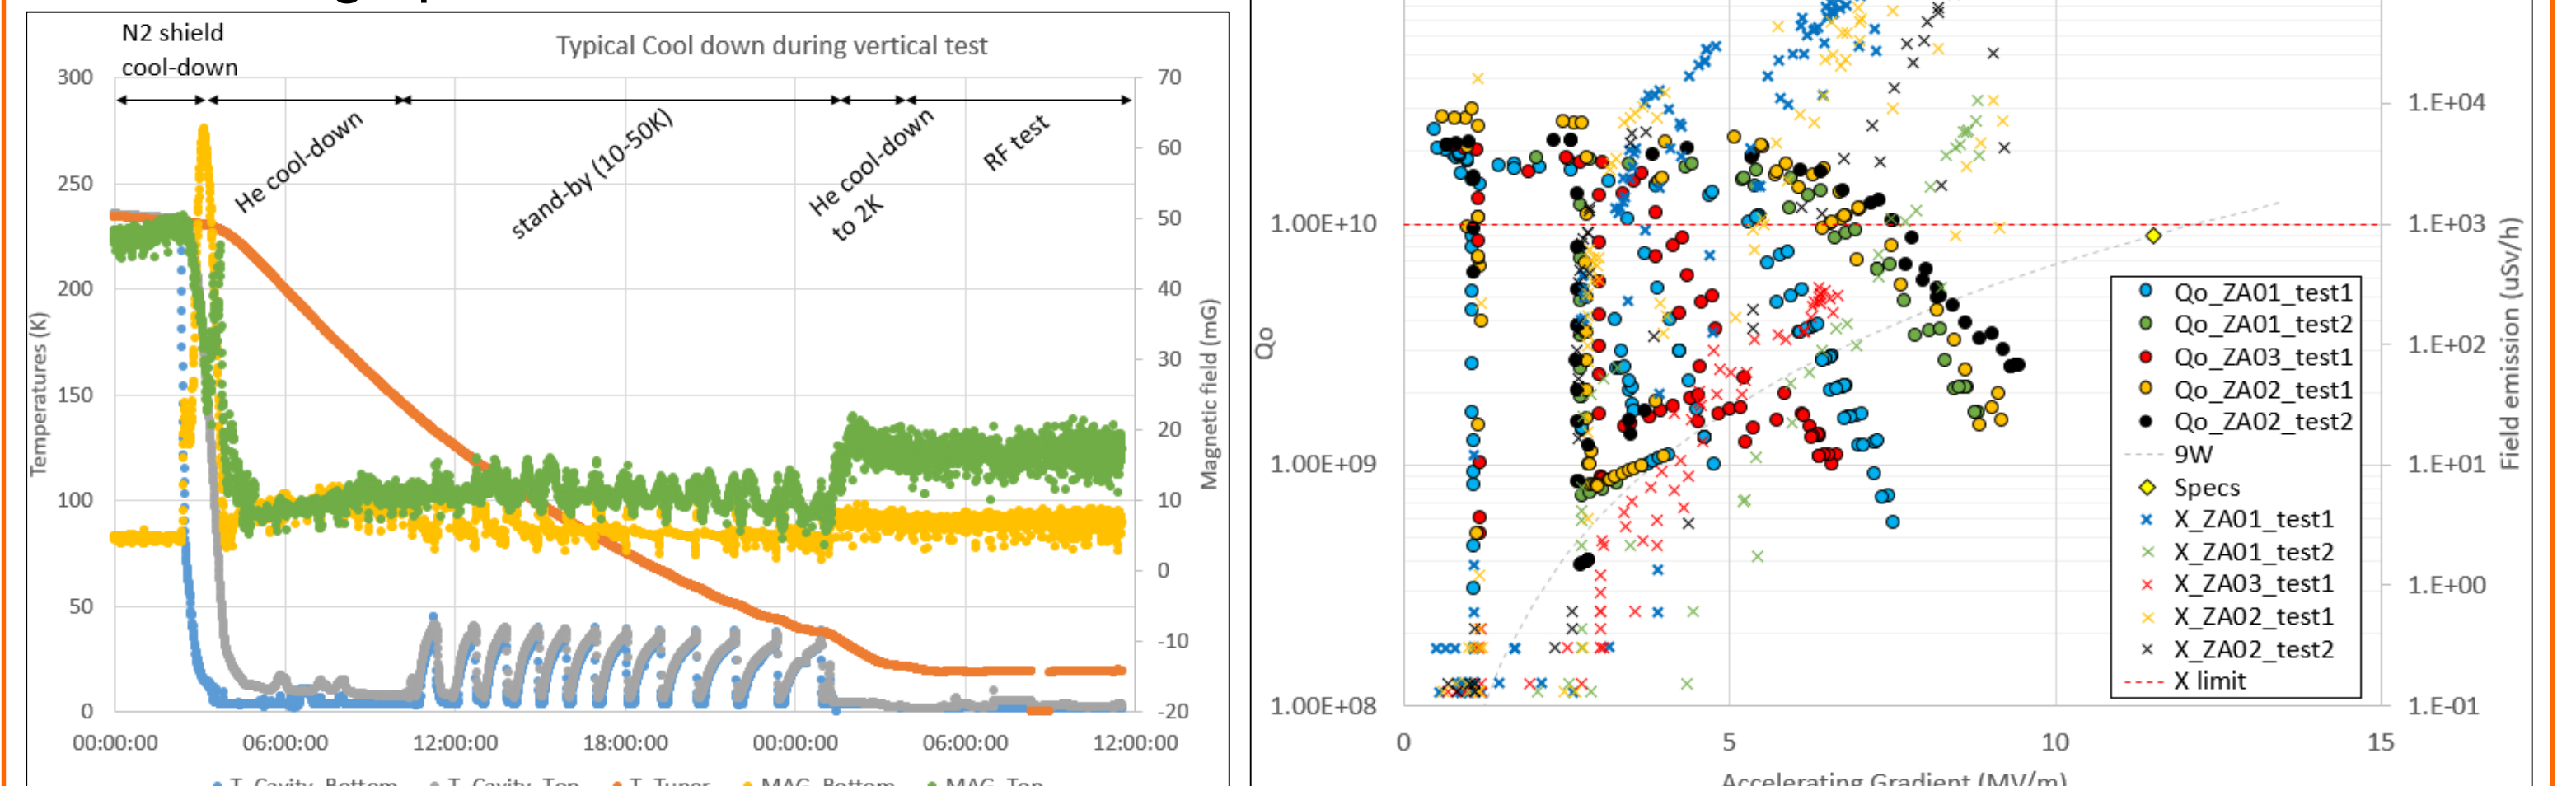 N2 shield
cool-down
Typical Cool down during vertical test
300
250
200
150
100
50
0
70
60
50
40
30
20
10
0
-10
-20
Temperatures (K)
Magnetic field (mG)
He cool-down
stand-by (10-50K)
He cool-down
to 2K
RF test
00:00:00
06:00:00
12:00:00
18:00:00
00:00:00
06:00:00
12:00:00
T_Cavity_Bottom
T_Cavity_Top
T_Tuner
MAG_Bottom
MAG_Top
Qo
1.00E+10
1.00E+09
1.00E+08
1.E+04
1.E+03
1.E+02
1.E+01
1.E+00
1.E-01
Field emission (uSv/h)
Qo_ZA01_test1
Qo_ZA01_test2
Qo_ZA03_test1
Qo_ZA02_test1
Qo_ZA02_test2
9W
Specs
X_ZA01_test1
X_ZA01_test2
X_ZA03_test1
X_ZA02_test1
X_ZA02_test2
X limit
0
5
10
15
Accelerating Gradient (MV/m)